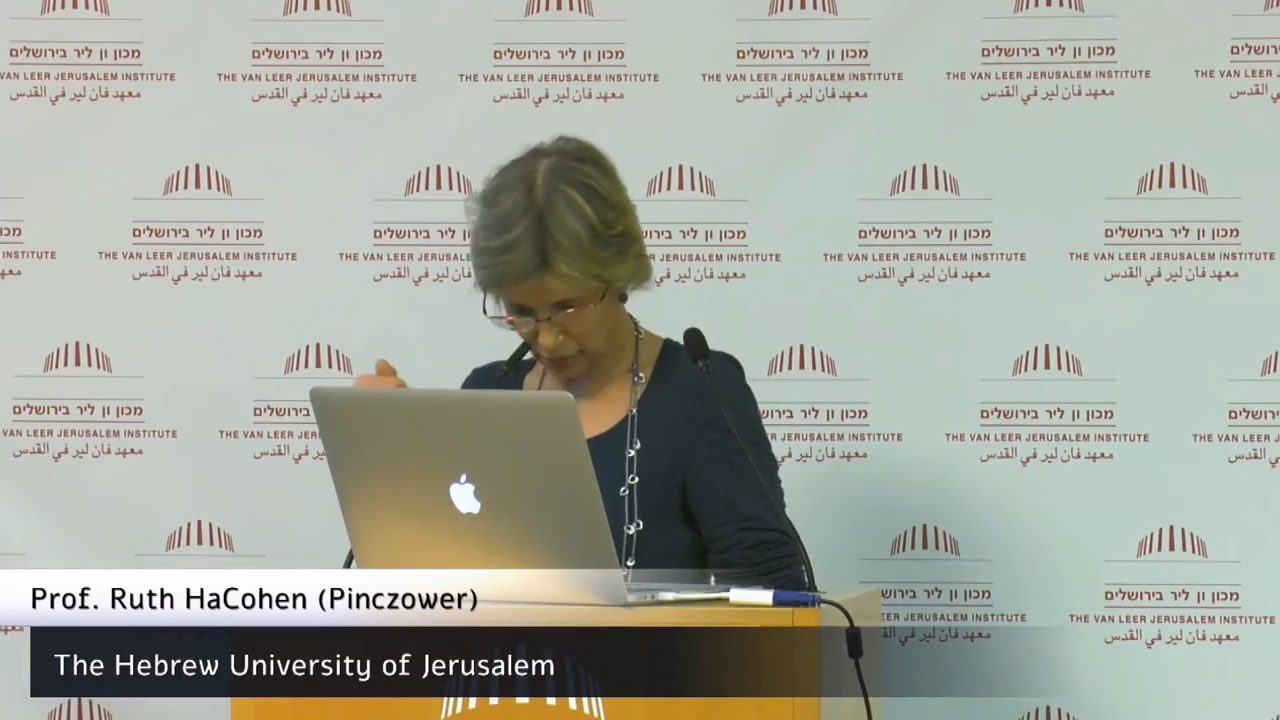 מכון ון ליר בירושלים
THE VAN LEER JERUSALEM INSTITUTE
معهد فان لير في القدس
Prof. Ruth HaCohen (Pinczower)
The Hebrew University of Jerusalem